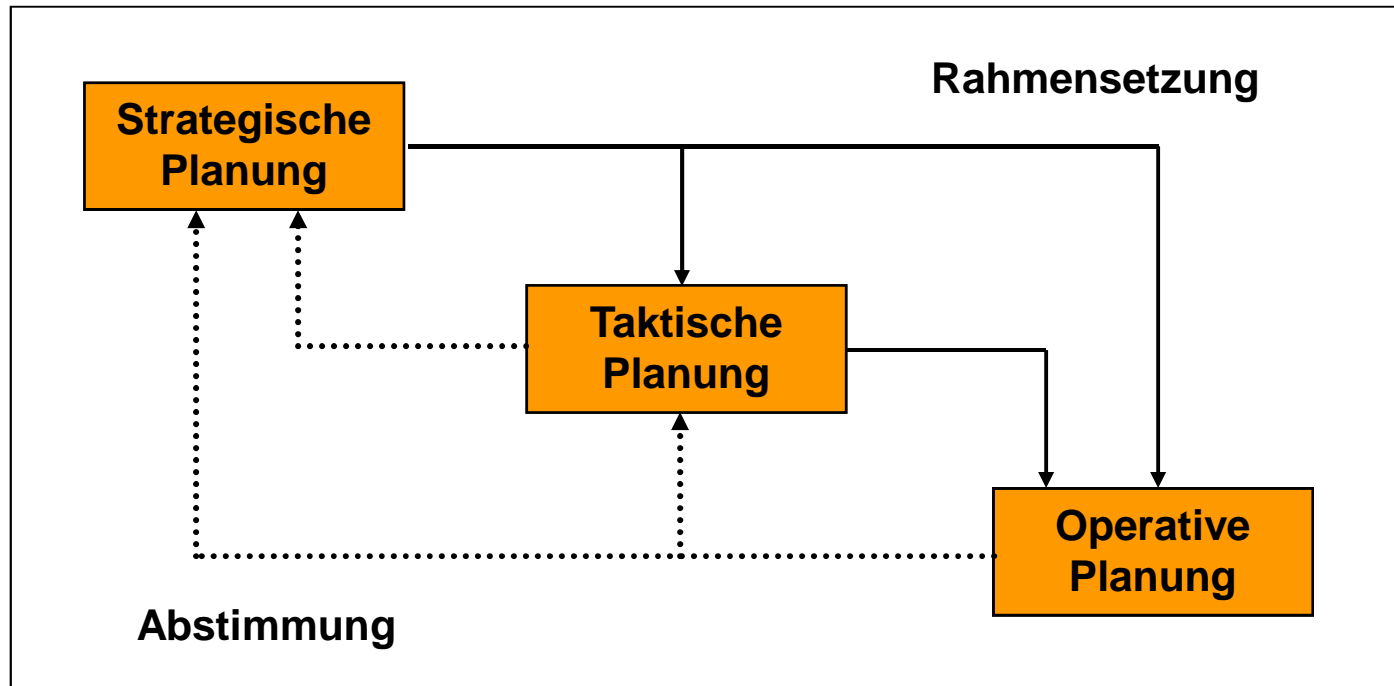 Rahmensetzung
Strategische
Planung
Taktische
Planung
Operative
Planung
Abstimmung